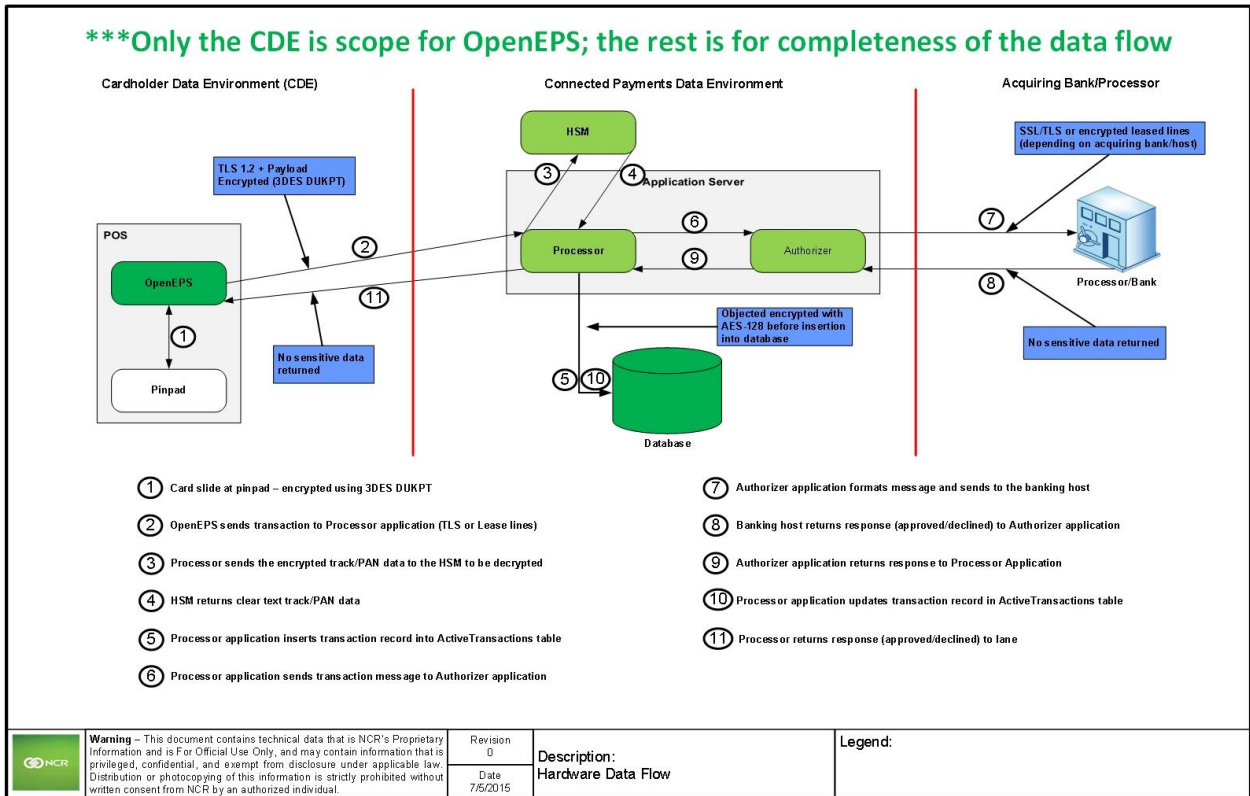 ***Only the CDE is scope for OpenEPS; the rest is for completeness of the data flow
Cardholder Data Environment (CDE)
Connected Payments Data Environment
Acquiring Bank/Processor
HSM
SSL/TLS or encrypted leased lines
(depending on acquiring bank/host)
TLS 1.2 + Payload
Encrypted (3DES DUKPT)
3
4
Application Server
POS
2
6
7
OpenEPS
Processor
Authorizer
9
11
8
Processor/Bank
1
Objected encrypted with
AES-128 before insertion
into database
No sensitive data
returned
No sensitive data returned
Pinpad
5
10
Database
1 Card slide at pinpad – encrypted using 3DES DUKPT
2 OpenEPS sends transaction to Processor application (TLS or Lease lines)
3 Processor sends the encrypted track/PAN data to the HSM to be decrypted
4 HSM returns clear text track/PAN data
5 Processor application inserts transaction record into ActiveTransactions table
6 Processor application sends transaction message to Authorizer application
7 Authorizer application formats message and sends to the banking host
8 Banking host returns response (approved/declined) to Authorizer application
9 Authorizer application returns response to Processor Application
10 Processor application updates transaction record in ActiveTransactions table
11 Processor returns response (approved/declined) to lane
NCR
Warning – This document contains technical data that is NCR's Proprietary
Information and is For Official Use Only, and may contain information that is
privileged, confidential, and exempt from disclosure under applicable law.
Distribution or photocopying of this information is strictly prohibited without
written consent from NCR by an authorized individual.
Revision
0
Date
7/5/2015
Description:
Hardware Data Flow
Legend: